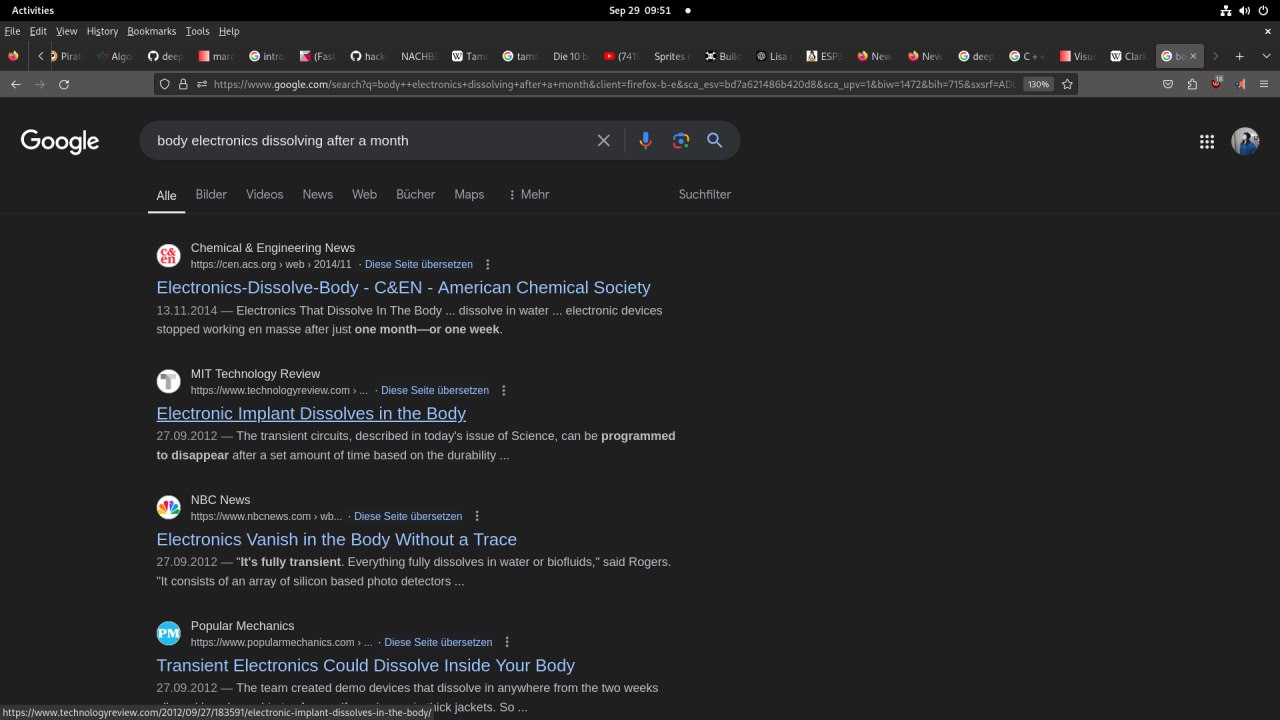 Activities
Sep 29 09:51
File Edit View History Bookmarks Tools Help
Pirat Algo deep marc intro (Fast hack NACHBE Tama tama Die 10 b (741) Sprites r Build Lisa ESP3 New New deep C++ Visue Clark bo
https://www.google.com/search?q=body++electronics+dissolving+after+a+month&client=firefox-b-e&sca_esv=bd7a621486b420d8&sca_upv=1&biw=1472&bih=715&sxsrf=AD
130%
18
Google
body electronics dissolving after a month
Alle Bilder Videos News Web Bücher Maps Mehr Suchfilter
c&en
Chemical & Engineering News
https://cen.acs.org › web › 2014/11 · Diese Seite übersetzen
Electronics-Dissolve-Body - C&EN - American Chemical Society
13.11.2014 — Electronics That Dissolve In The Body ... dissolve in water ... electronic devices
stopped working en masse after just one month—or one week.
MIT Technology Review
https://www.technologyreview.com › ... · Diese Seite übersetzen
Electronic Implant Dissolves in the Body
27.09.2012 — The transient circuits, described in today's issue of Science, can be programmed
to disappear after a set amount of time based on the durability ...
NBC News
https://www.nbcnews.com › wb... · Diese Seite übersetzen
Electronics Vanish in the Body Without a Trace
27.09.2012 — "It's fully transient. Everything fully dissolves in water or biofluids," said Rogers.
"It consists of an array of silicon based photo detectors ...
PM
Popular Mechanics
https://www.popularmechanics.com › ... · Diese Seite übersetzen
Transient Electronics Could Dissolve Inside Your Body
27.09.2012 — The team created demo devices that dissolve in anywhere from the two weeks
thick jackets. So ...
https://www.technologyreview.com/2012/09/27/183591/electronic-implant-dissolves-in-the-body/